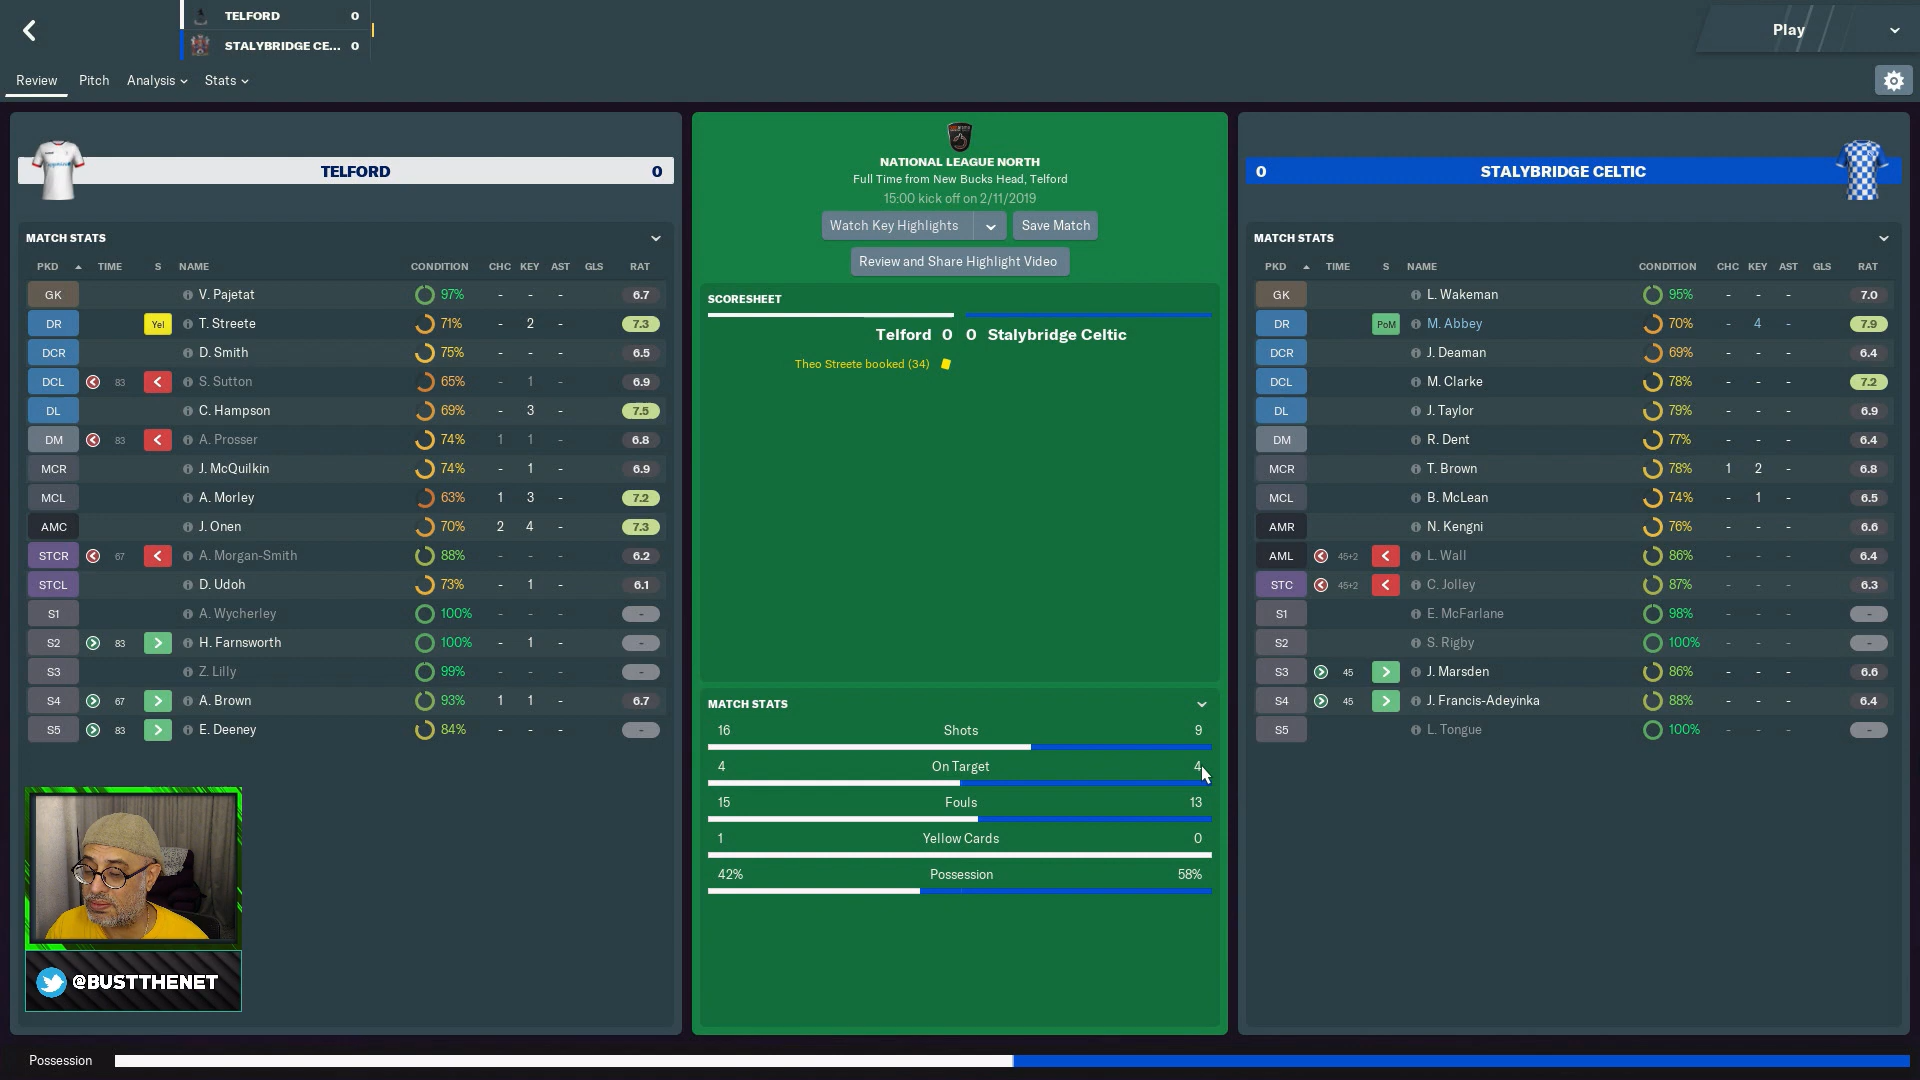 TELFORD 0
STALYBRIDGE CE... 0
Play
Review Pitch Analysis Stats
TELFORD 0
MATCH STATS
PKD TIME S NAME CONDITION CHC KEY AST GLS RAT
GK V. Pajetat 97% - - - 6.7
DR Yel T. Streete 71% - 2 - 7.3
DCR D. Smith 75% - - - 6.5
DCL 83 S. Sutton 65% - 1 - 6.9
DL C. Hampson 69% - 3 - 7.5
DM 83 A. Prosser 74% 1 1 - 6.8
MCR J. McQuilkin 74% - 1 - 6.9
MCL A. Morley 63% 1 3 - 7.2
AMC J. Onen 70% 2 4 - 7.3
STCR 67 A. Morgan-Smith 88% - - - 6.2
STCL D. Udoh 73% - 1 - 6.1
S1 A. Wycherley 100% - - - -
S2 83 H. Farnsworth 100% - 1 - -
S3 Z. Lilly 99% - - - -
S4 67 A. Brown 93% 1 1 - 6.7
S5 83 E. Deeney 84% - - - -
@BUSTTHENET
NATIONAL LEAGUE NORTH
Full Time from New Bucks Head, Telford
15:00 kick off on 2/11/2019
Watch Key Highlights Save Match
Review and Share Highlight Video
SCORESHEET
Telford 0 0 Stalybridge Celtic
Theo Streete booked (34)
MATCH STATS
16 Shots 9
4 On Target 4
15 Fouls 13
1 Yellow Cards 0
42% Possession 58%
0 STALYBRIDGE CELTIC
MATCH STATS
PKD TIME S NAME CONDITION CHC KEY AST GLS RAT
GK L. Wakeman 95% - - - 7.0
DR PoM M. Abbey 70% - 4 - 7.9
DCR J. Deaman 69% - - - 6.4
DCL M. Clarke 78% - - - 7.2
DL J. Taylor 79% - - - 6.9
DM R. Dent 77% - - - 6.4
MCR T. Brown 78% 1 2 - 6.8
MCL B. McLean 74% - 1 - 6.5
AMR N. Kengni 76% - - - 6.6
AML 45+2 L. Wall 86% - - - 6.4
STC 45+2 C. Jolley 87% - - - 6.3
S1 E. McFarlane 98% - - - -
S2 S. Rigby 100% - - - -
S3 45 J. Marsden 86% - - - 6.6
S4 45 J. Francis-Adeyinka 88% - - - 6.4
S5 L. Tongue 100% - - - -
Possession